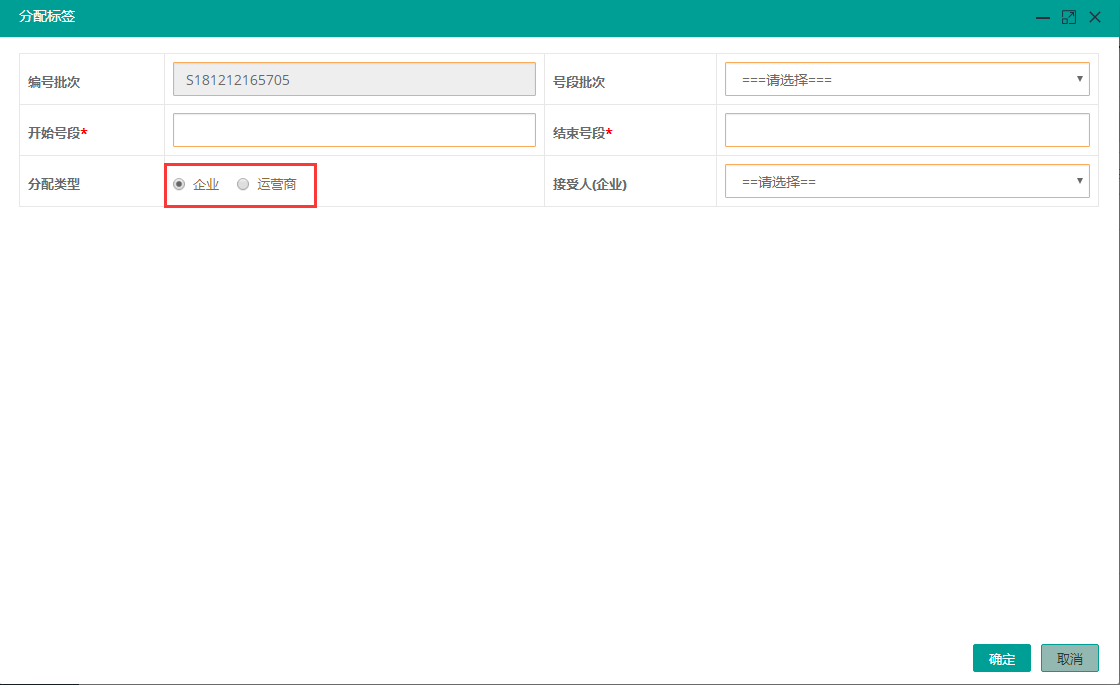 分配标签
编号批次 S181212165705 号段批次 ===请选择===
开始号段* 结束号段*
分配类型 企业 运营商 接受人(企业) ==请选择==
确定 取消